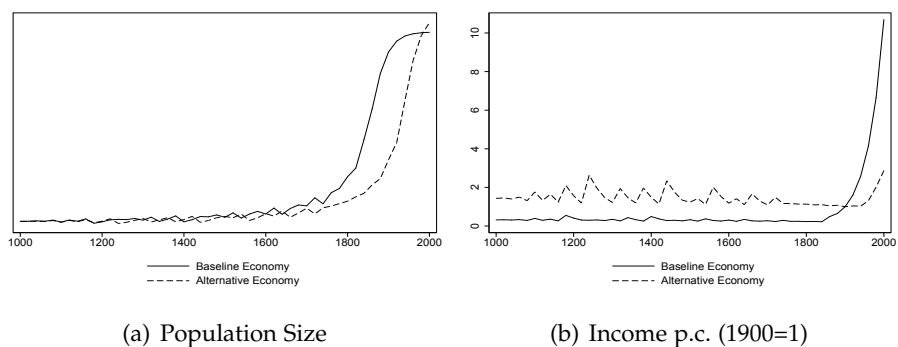 1000 1200 1400 1600 1800 2000
Baseline Economy
Alternative Economy
(a) Population Size
10
8
6
4
2
0
1000 1200 1400 1600 1800 2000
Baseline Economy
Alternative Economy
(b) Income p.c. (1900=1)